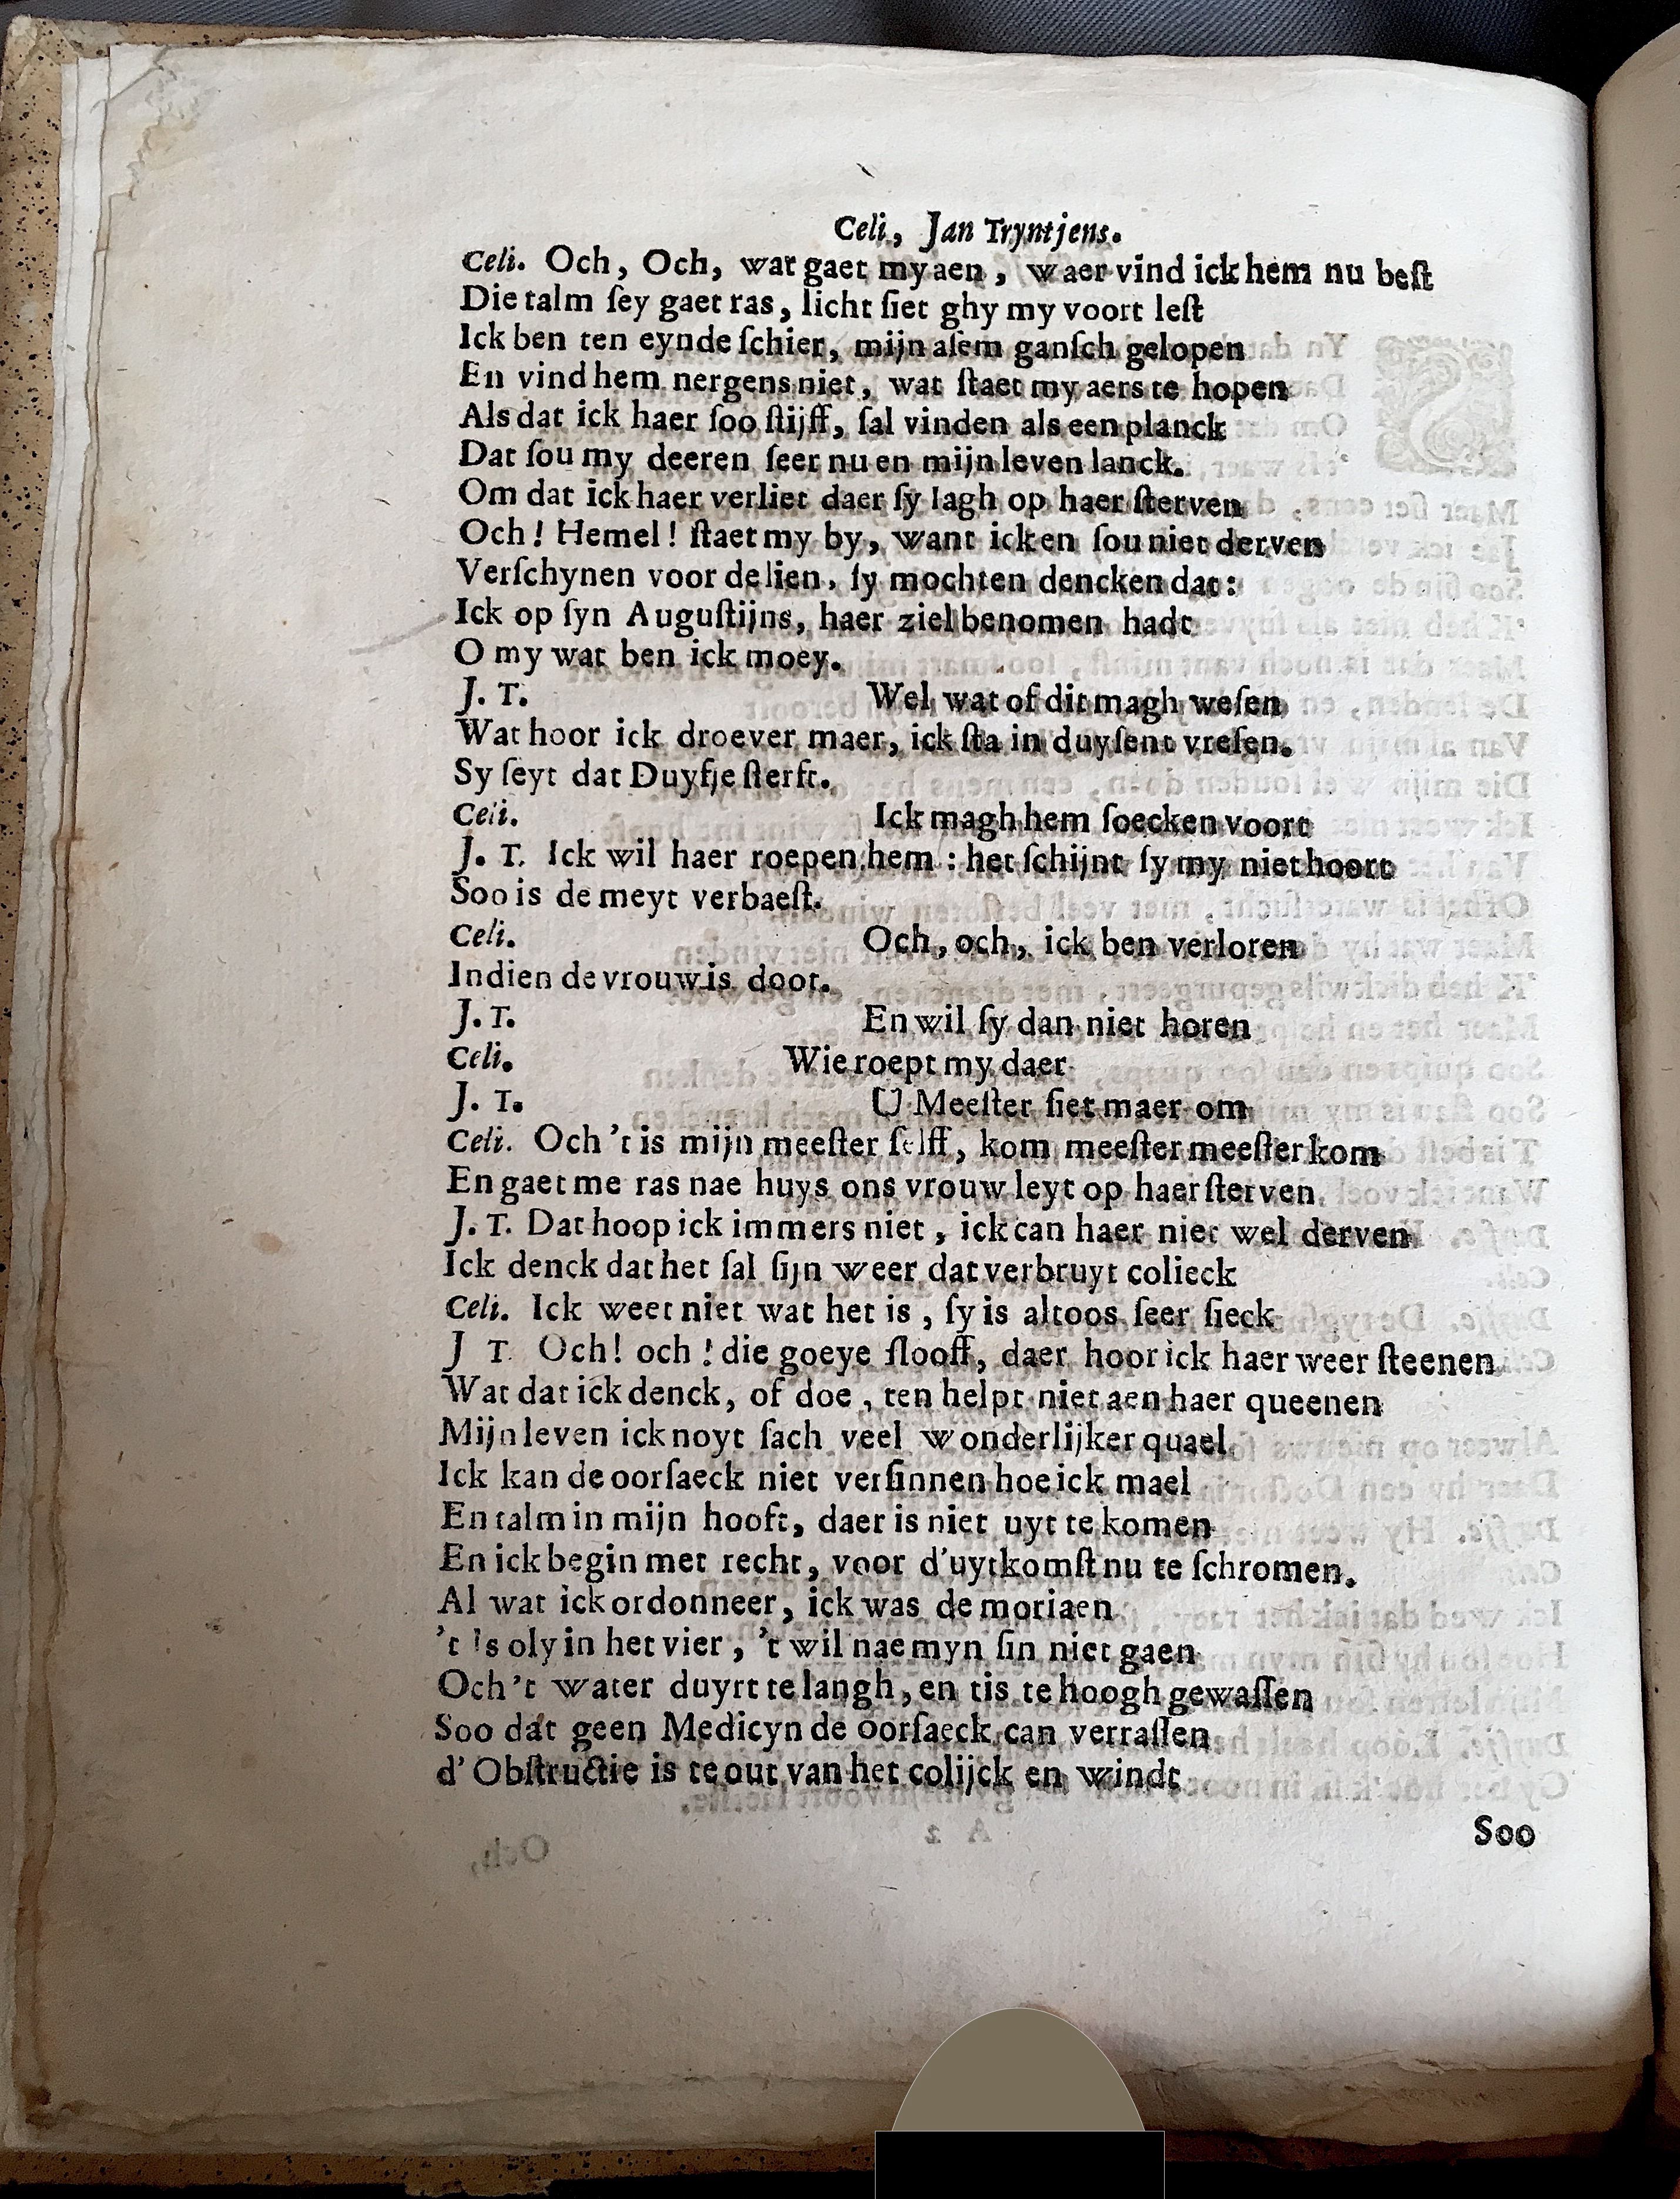 Celi, Jan Tryntjens.
Celi. Och, Och, wat gaet my aen, waer vind ick hem nu beſt
Die talm ſey gaet ras, licht ſiet ghy my voort leſt
Ick ben ten eynde ſchier, mijn aſem ganſch gelopen
En vind hem nergens niet, wat ſtaet my aers te hopen
Als dat ick haer ſoo ſtijff, ſal vinden als een planck
Dat ſou my deeren ſeer nu en mijn leven lanck.
Om dat ick haer verliet daer ſy lagh op haer ſterven
Och! Hemel! ſtaet my by, want ick en ſou niet derven
Verſchynen voor de lien, ſy mochten dencken dat:
Ick op ſyn Auguſtijns, haer ziel benomen hadt
O my wat ben ick moey.
J. T. Wel wat of dit magh weſen
Wat hoor ick droever maer, ick ſta in duyſent vreſen.
Sy ſeyt dat Duyfje ſterft.
Celi. Ick magh hem ſoecken voort
J. T. Ick wil haer roepen, hem: het ſchijnt ſy my niet hoort
Soo is de meyt verbaeſt.
Celi. Och, och, ick ben verloren
Indien de vrouw is doot.
J. T. En wil ſy dan niet horen
Celi. Wie roept my daer
J. T. U Meeſter ſiet maer om
Celi. Och 't is mijn meeſter ſelff, kom meeſter meeſter kom
En gaet me ras nae huys ons vrouw leyt op haer ſterven
J. T. Dat hoop ick immers niet, ick can haer niet wel derven
Ick denck dat het ſal ſijn weer dat verbruyt colieck
Celi. Ick weet niet wat het is, ſy is altoos ſeer ſieck
J T. Och! och! die goeye ſlooff, daer hoor ick haer weer ſteenen
Wat dat ick denck, of doe, ten helpt niet aen haer queenen
Mijn leven ick noyt ſach veel wonderlijker quael
Ick kan de oorſaeck niet verſinnen hoe ick mael
En talm in mijn hooft, daer is niet uyt te komen
En ick begin met recht, voor d'uytkomſt nu te ſchromen.
Al wat ick ordonneer, ick was de moriaen
't Is oly in het vier, 't wil nae myn ſin niet gaen
Och 't water duyrt te langh, en tis te hoogh gewaſſen
Soo dat geen Medicyn de oorſaeck can verraſſen
d'Obſtructie is te out van het colijck en windt
Soo